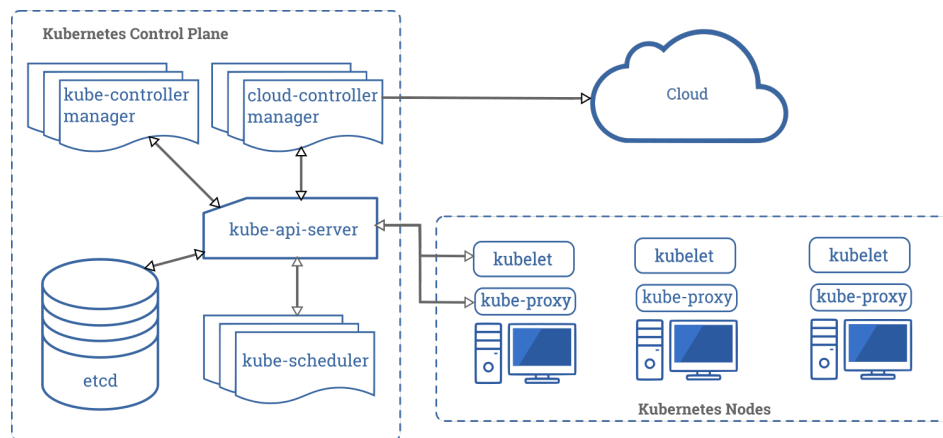 Kubernetes Control Plane
kube-controller
manager
cloud-controller
manager
Cloud
kube-api-server
etcd
kube-scheduler
kubelet
kube-proxy
kubelet
kube-proxy
kubelet
kube-proxy
Kubernetes Nodes